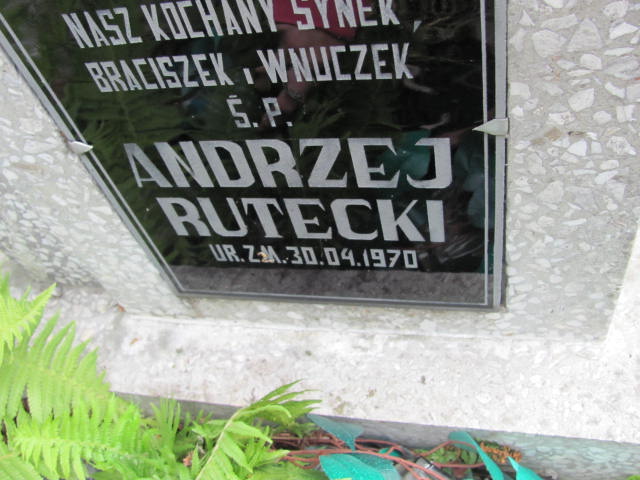 NASZ KOCHANY SYNEK,
BRACISZEK i WNUCZEK
Ś. P.
ANDRZEJ
RUTECKI
UR. ZM. 30.04.1970